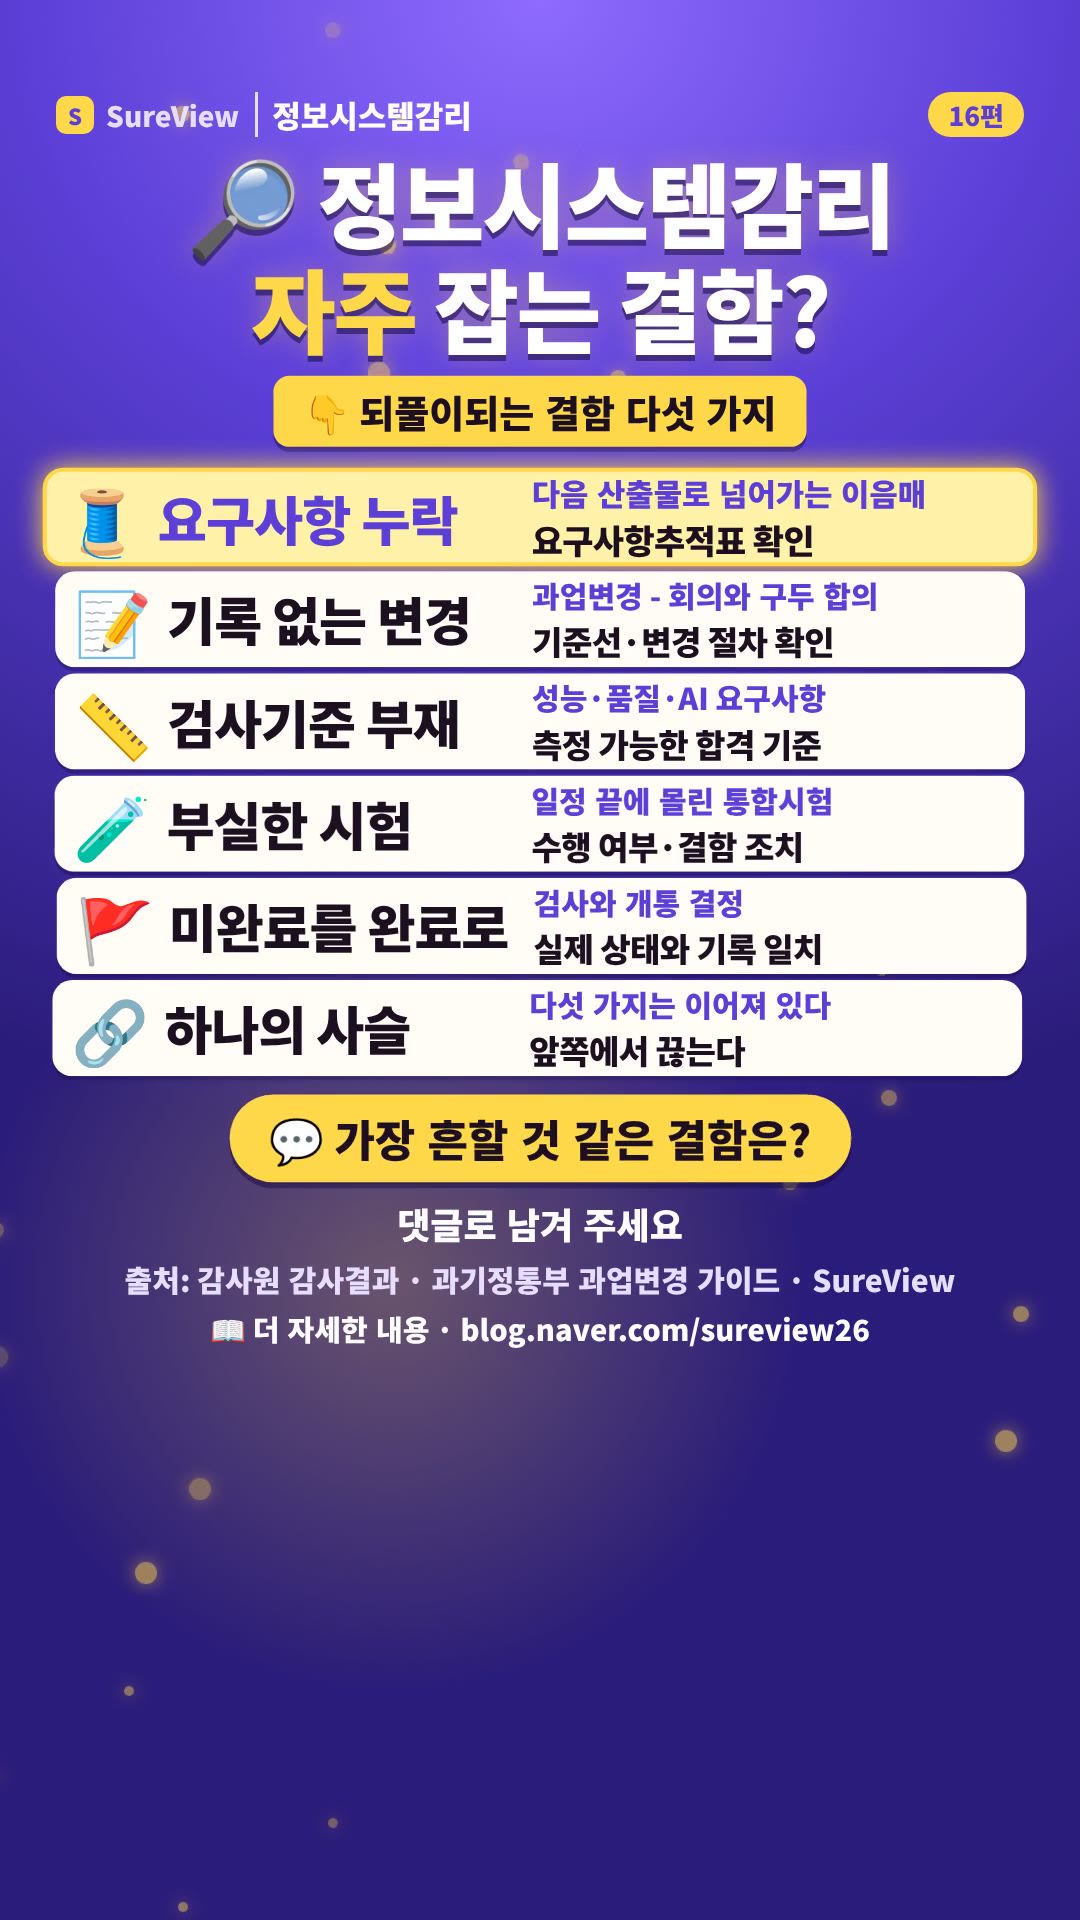 S SureView | 정보시스템감리
16편
정보시스템감리
자주 잡는 결함?
되풀이되는 결함 다섯 가지
요구사항 누락
다음 산출물로 넘어가는 이음매
요구사항추적표 확인
기록 없는 변경
과업변경 - 회의와 구두 합의
기준선·변경 절차 확인
검사기준 부재
성능·품질·AI 요구사항
측정 가능한 합격 기준
부실한 시험
일정 끝에 몰린 통합시험
수행 여부·결함 조치
미완료를 완료로
검사와 개통 결정
실제 상태와 기록 일치
하나의 사슬
다섯 가지는 이어져 있다
앞쪽에서 끊는다
가장 흔할 것 같은 결함은?
댓글로 남겨 주세요
출처: 감사원 감사결과 · 과기정통부 과업변경 가이드 · SureView
더 자세한 내용 · blog.naver.com/sureview26